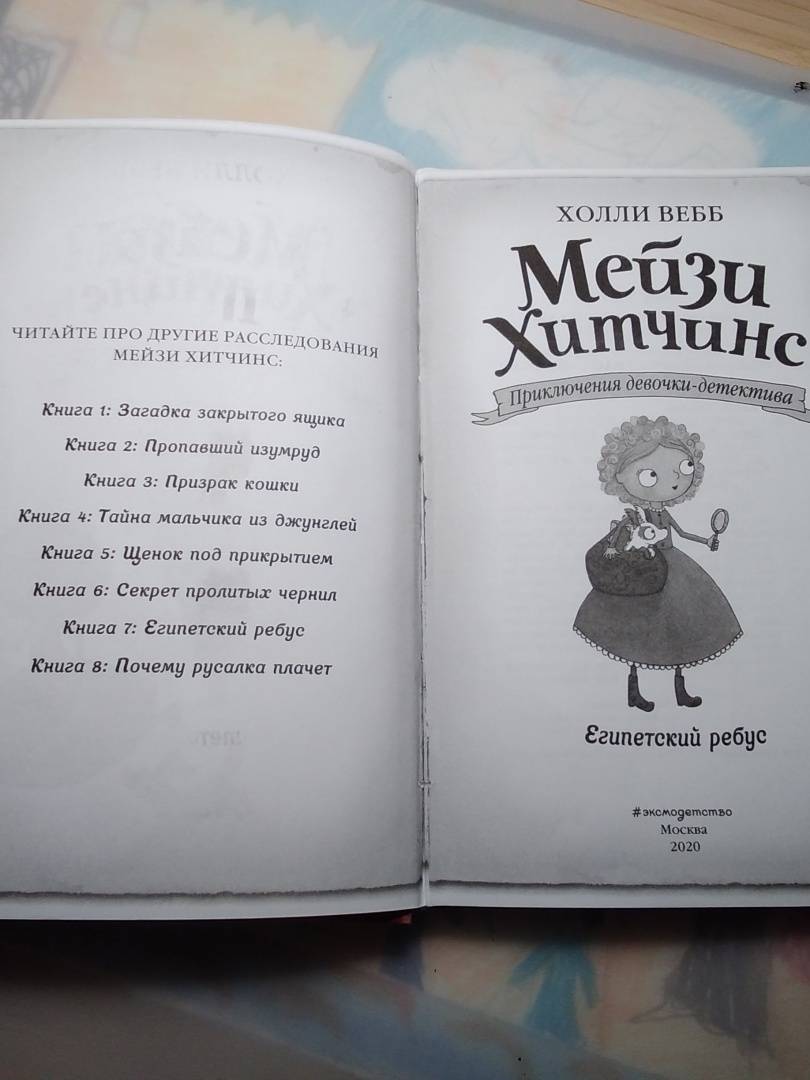 ЧИТАЙТЕ ПРО ДРУГИЕ РАССЛЕДОВАНИЯ
МЕЙЗИ ХИТЧИНС:
Книга 1: Загадка закрытого ящика
Книга 2: Пропавший изумруд
Книга 3: Призрак кошки
Книга 4: Тайна мальчика из джунглей
Книга 5: Щенок под прикрытием
Книга 6: Секрет пролитых чернил
Книга 7: Египетский ребус
Книга 8: Почему русалка плачет
ХОЛЛИ ВЕББ
Мейзи
Хитчинс
Приключения девочки-детектива
Египетский ребус
#эксмодетство
Москва
2020